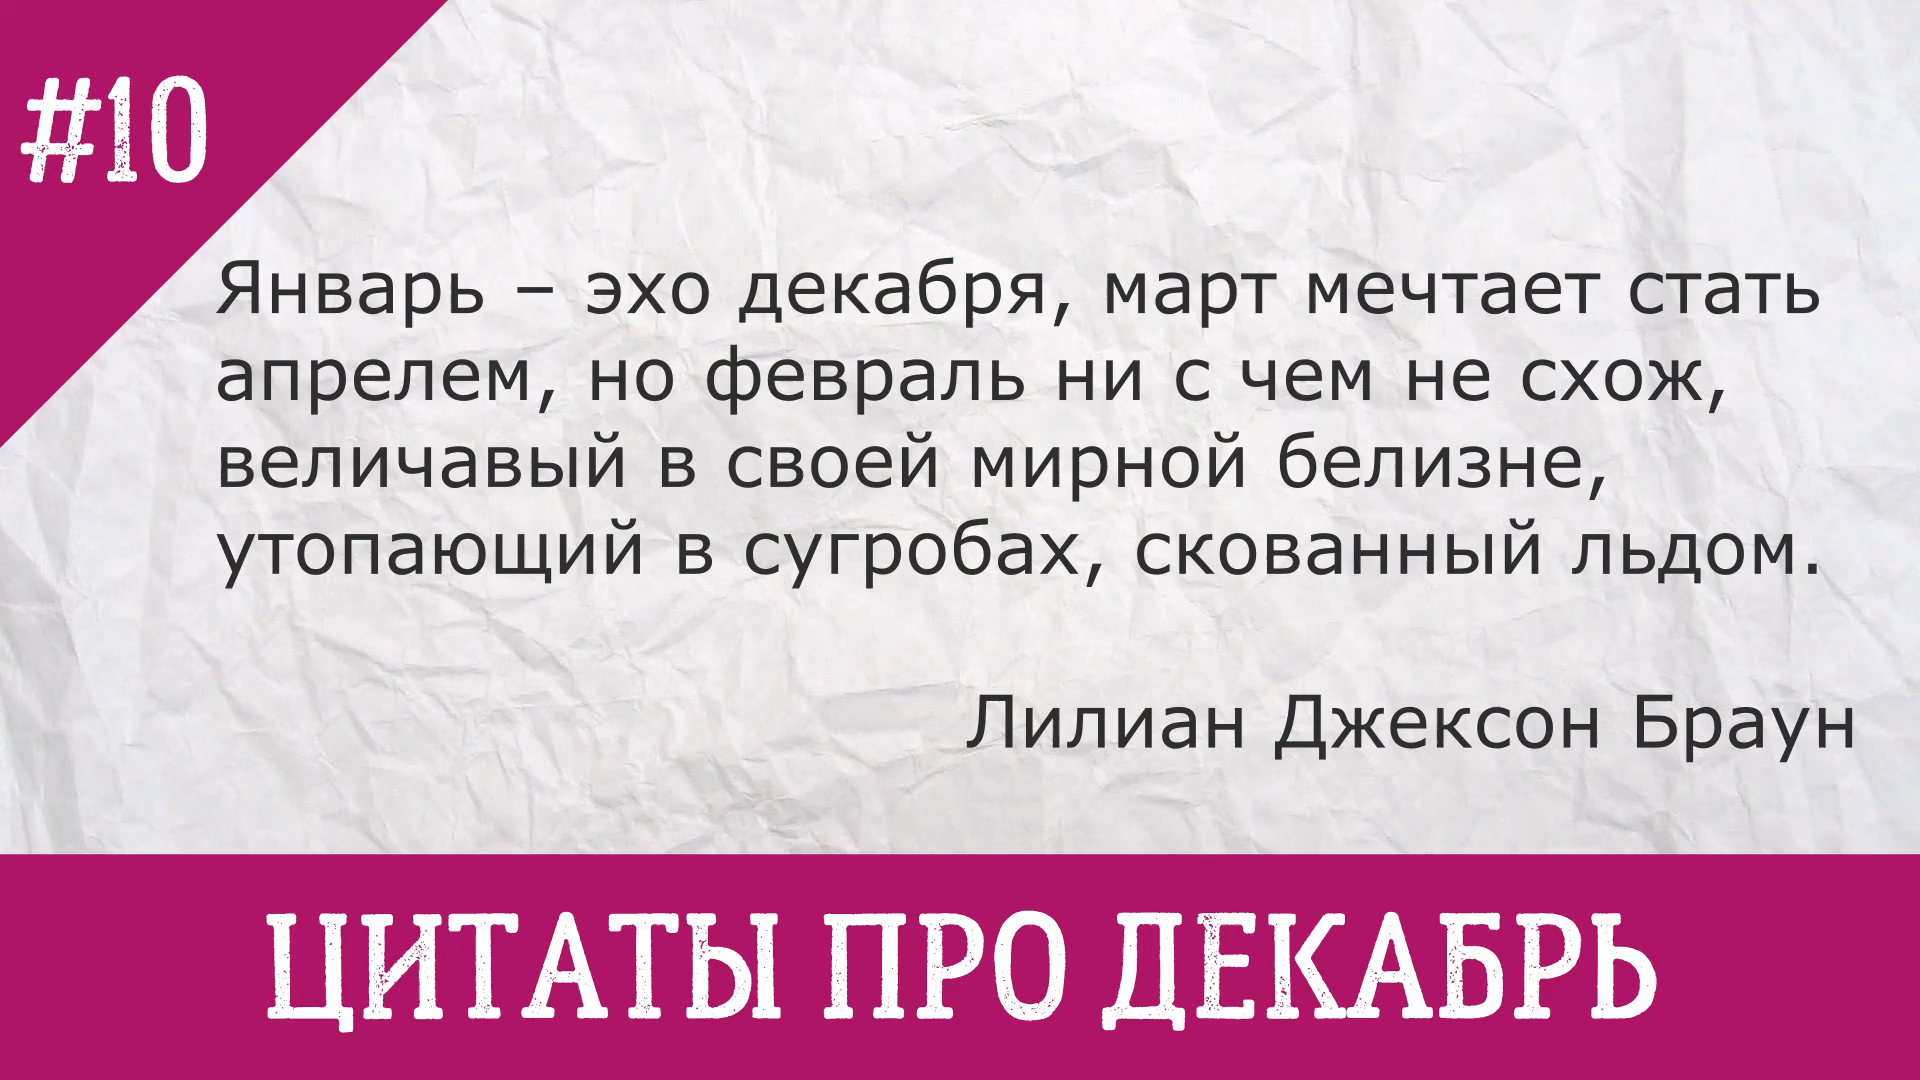 #10
Январь – эхо декабря, март мечтает стать
апрелем, но февраль ни с чем не схож,
величавый в своей мирной белизне,
утопающий в сугробах, скованный льдом.
Лилиан Джексон Браун
ЦИТАТЫ ПРО ДЕКАБРЬ